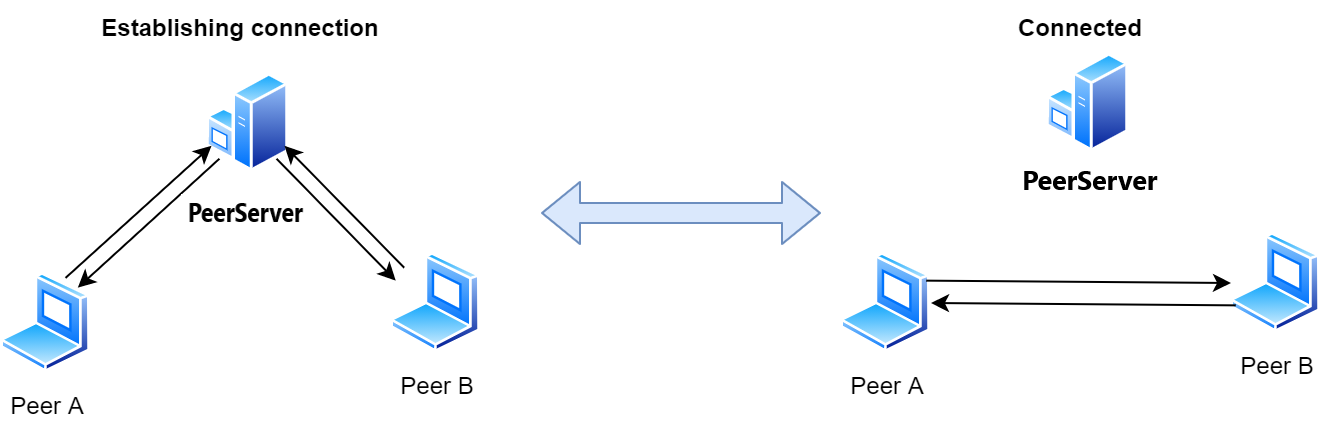 Establishing connection
PeerServer
Peer A
Peer B
Connected
PeerServer
Peer A
Peer B